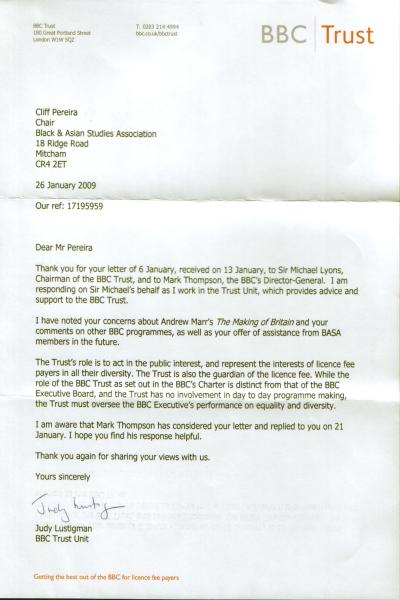 BBC Trust
180 Great Portland Street
London W1W 5QZ
T. 0203 214 4994
bbc.co.uk/bbctrust
BBC Trust
Cliff Pereira
Chair
Black & Asian Studies Association
18 Ridge Road
Mitcham
CR4 2ET
26 January 2009
Our ref: 17195959
Dear Mr Pereira
Thank you for your letter of 6 January, received on 13 January, to Sir Michael Lyons,
Chairman of the BBC Trust, and to Mark Thompson, the BBC's Director-General. I am
responding on Sir Michael's behalf as I work in the Trust Unit, which provides advice and
support to the BBC Trust.
I have noted your concerns about Andrew Marr's The Making of Britain and your
comments on other BBC programmes, as well as your offer of assistance from BASA
members in the future.
The Trust's role is to act in the public interest, and represent the interests of licence fee
payers in all their diversity. The Trust is also the guardian of the licence fee. While the
role of the BBC Trust as set out in the BBC's Charter is distinct from that of the BBC
Executive Board, and the Trust has no involvement in day to day programme making,
the Trust must oversee the BBC Executive's performance on equality and diversity.
I am aware that Mark Thompson has considered your letter and replied to you on 21
January. I hope you find his response helpful.
Thank you again for sharing your views with us.
Yours sincerely
Judy Lustigman
Judy Lustigman
BBC Trust Unit
Getting the best out of the BBC for licence fee payers